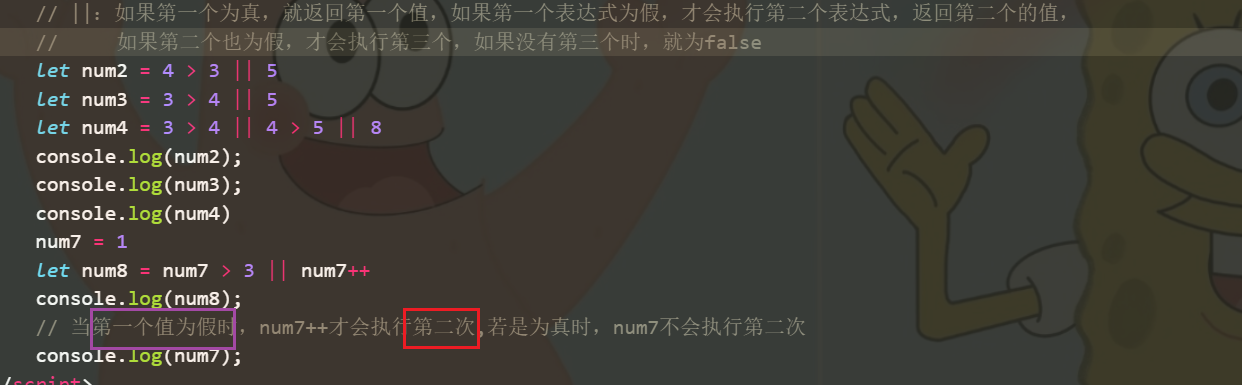 // ||：如果第一个为真，就返回第一个值，如果第一个表达式为假，才会执行第二个表达式，返回第二个的值，
// 如果第二个也为假，才会执行第三个，如果没有第三个时，就为false
let num2 = 4 > 3 || 5
let num3 = 3 > 4 || 5
let num4 = 3 > 4 || 4 > 5 || 8
console.log(num2);
console.log(num3);
console.log(num4)
num7 = 1
let num8 = num7 > 3 || num7++
console.log(num8);
// 当第一个值为假时，num7++才会执行第二次,若是为真时，num7不会执行第二次
console.log(num7);
/script>